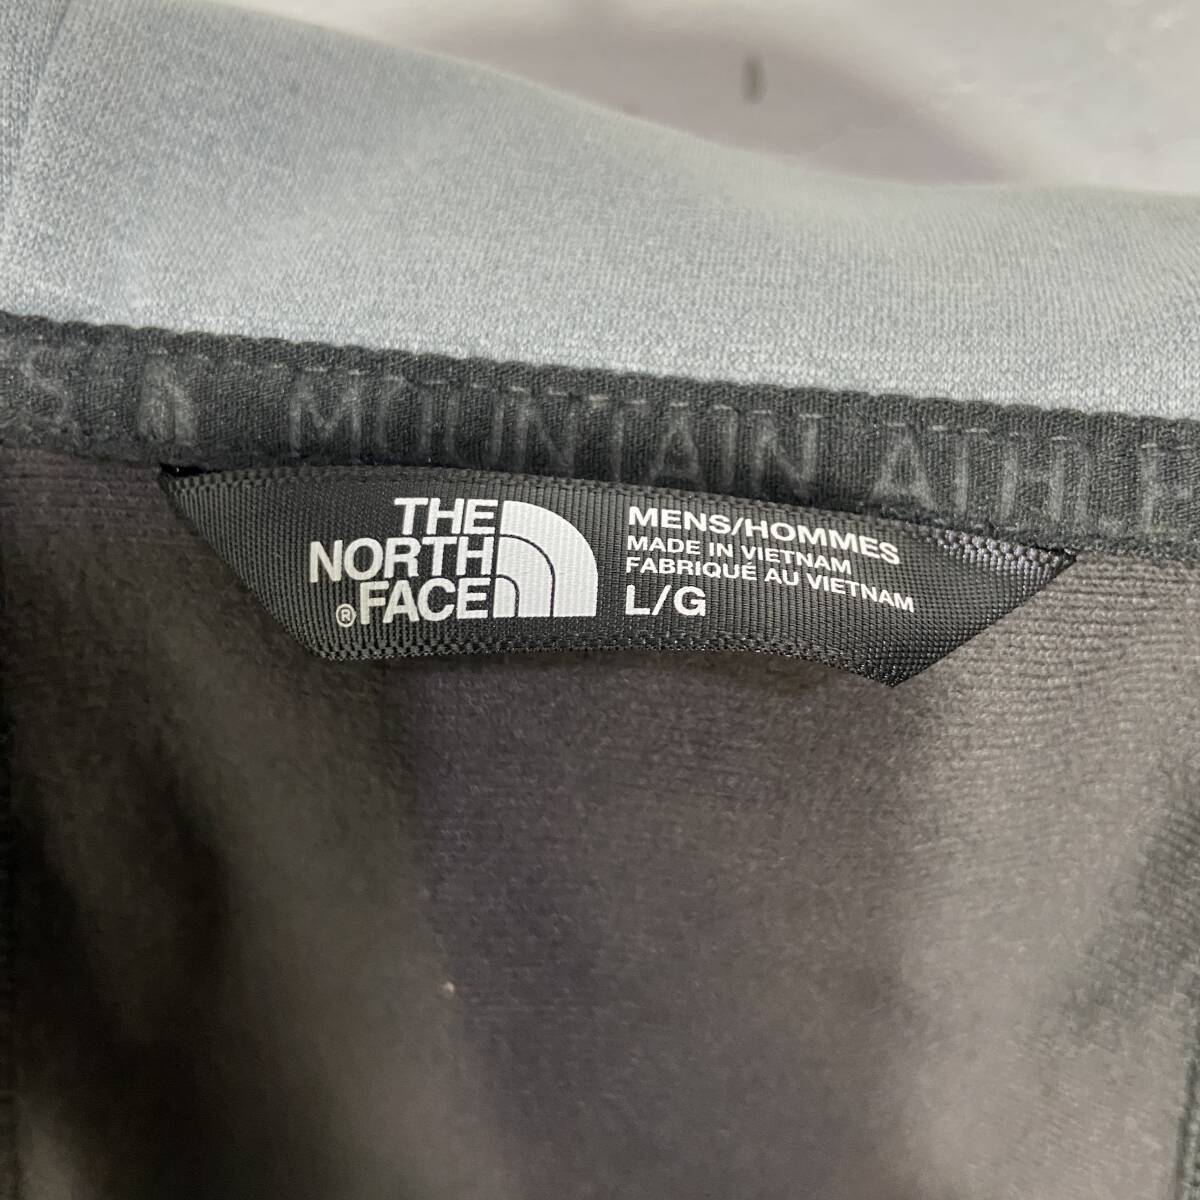 MOUNTAIN ATHLE
THE
NORTH
FACE
®
MENS/HOMMES
MADE IN VIETNAM
FABRIQUÉ AU VIETNAM
L/G